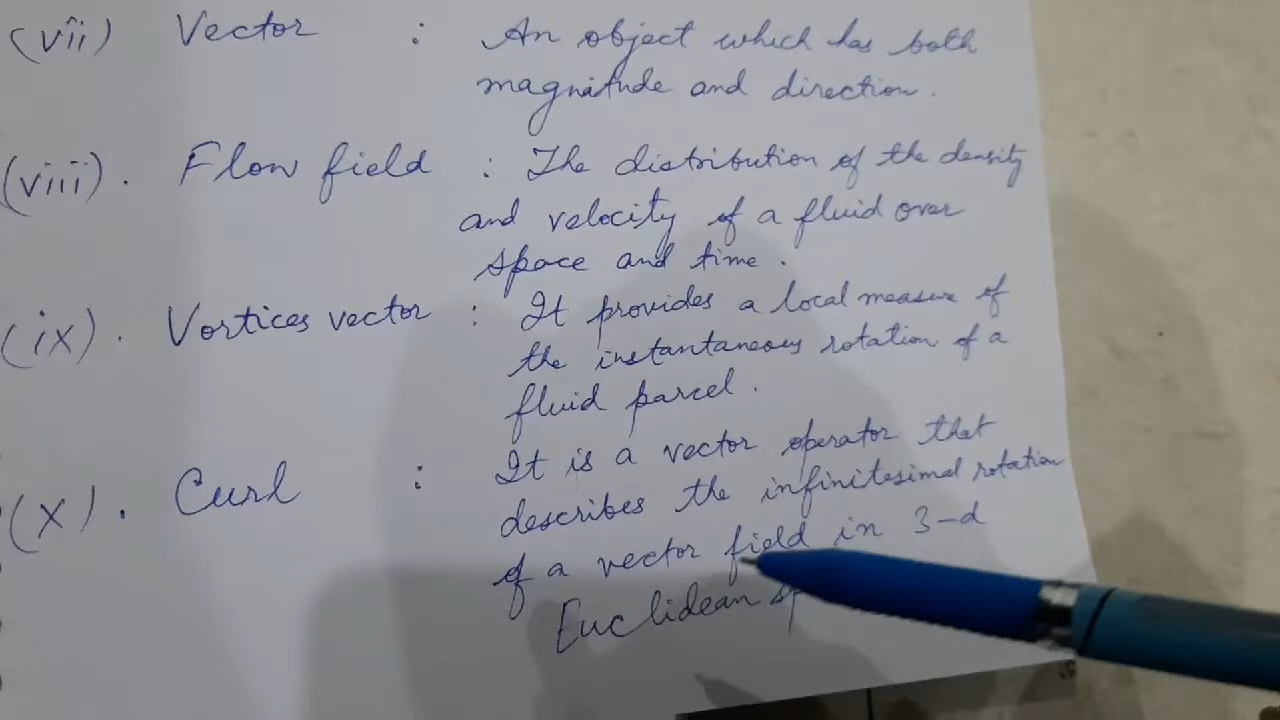 (vii) Vector : An object which has both
magnitude and direction.
(viii). Flow field : The distribution of the density
and velocity of a fluid over
space and time.
(ix). Vortices vector : It provides a local measure of
the instantaneous rotation of a
fluid parcel.
(x). Curl : It is a vector operator that
describes the infinitesimal rotation
of a vector field in 3-d
Euclidean